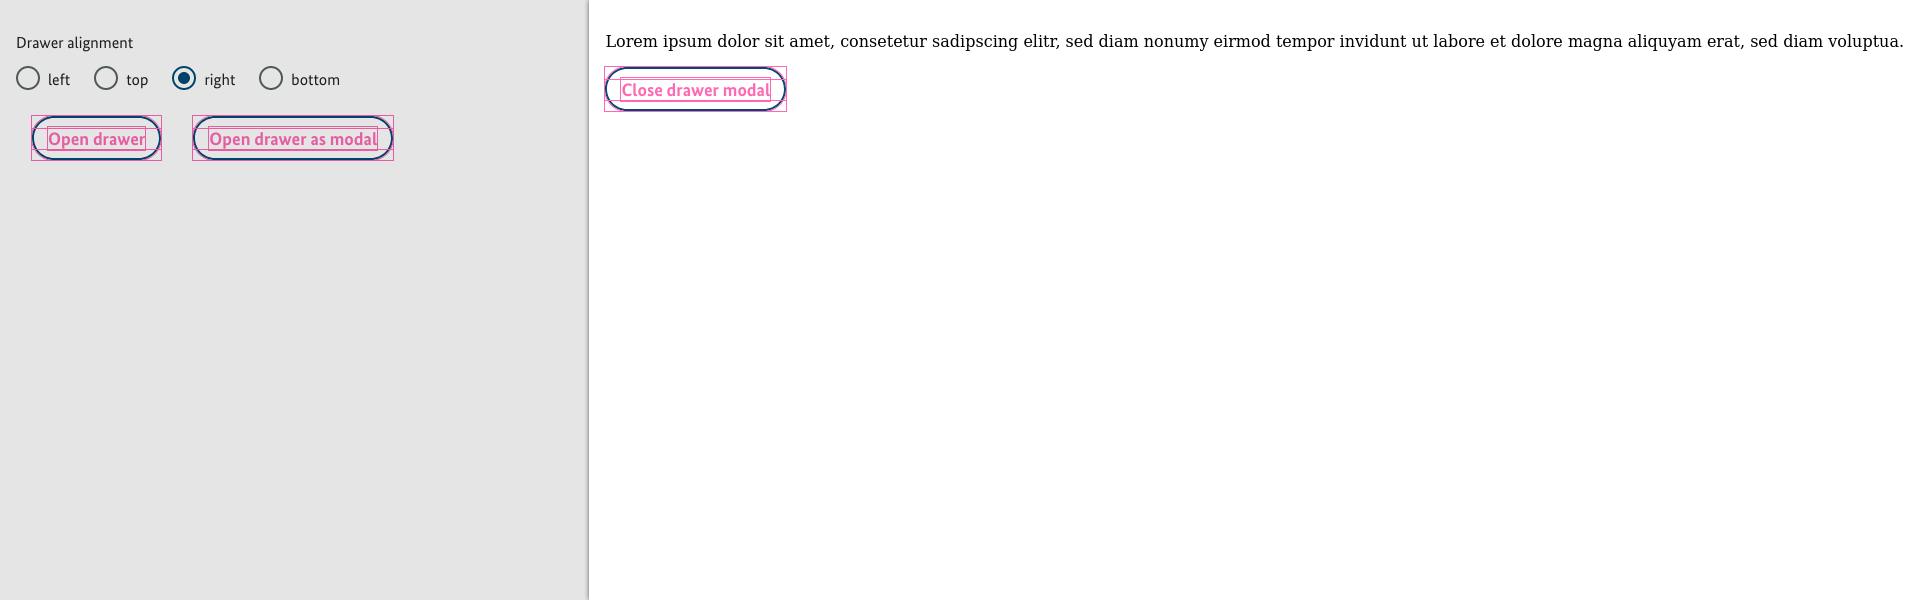 Drawer alignment
left top right bottom
Open drawer Open drawer as modal
Lorem ipsum dolor sit amet, consetetur sadipscing elitr, sed diam nonumy eirmod tempor invidunt ut labore et dolore magna aliquyam erat, sed diam voluptua.
Close drawer modal